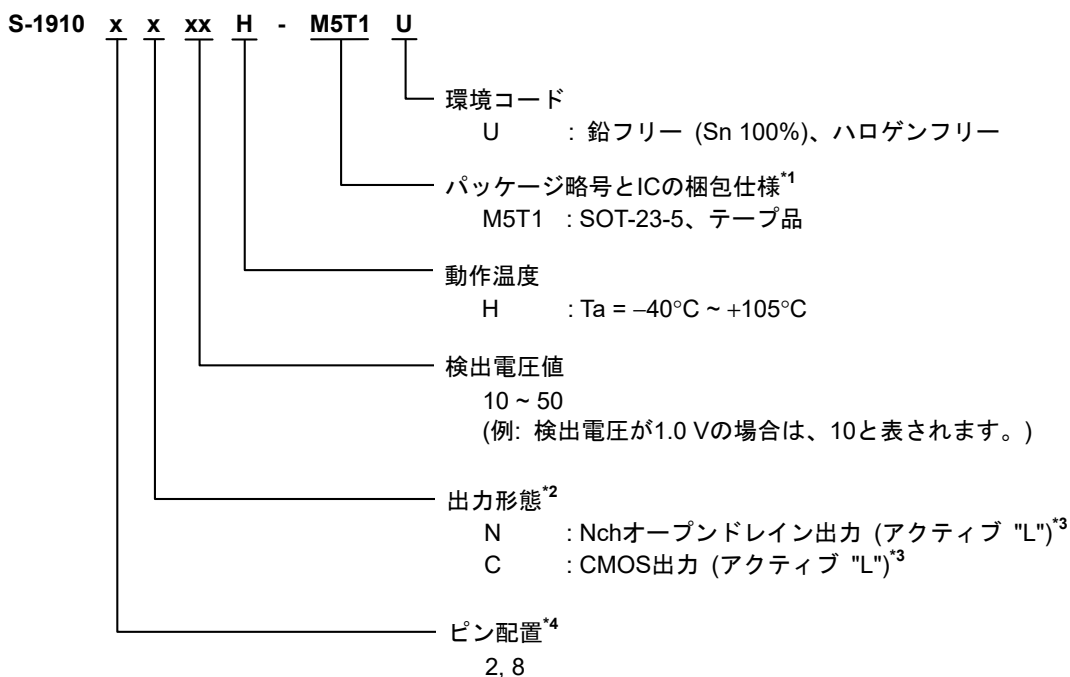 S-1910 x x xx H - M5T1 U
環境コード
U : 鉛フリー (Sn 100%)、ハロゲンフリー
パッケージ略号とICの梱包仕様*1
M5T1 : SOT-23-5、テープ品
動作温度
H : Ta = −40°C ~ +105°C
検出電圧値
10 ~ 50
(例: 検出電圧が1.0 Vの場合は、10と表されます。)
出力形態*2
N : Nchオープンドレイン出力 (アクティブ "L")*3
C : CMOS出力 (アクティブ "L")*3
ピン配置*4
2, 8